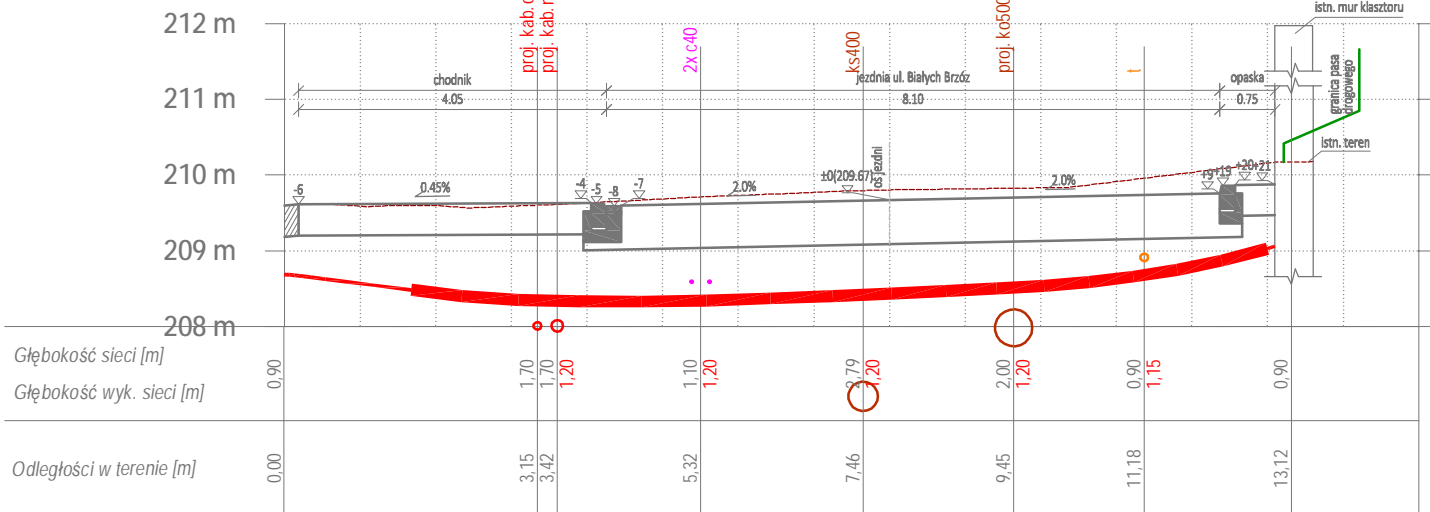 212 m
211 m
210 m
209 m
208 m
proj. kab.
proj. kab.
2x c40
ks400
proj. ko500
t
istn. mur klasztoru
granica pasa
drogowego
istn. teren
chodnik
4.05
jezdnia ul. Białych Brzóz
8.10
opaska
0.75
-6
0.45%
-4
-5
-8
-7
2.0%
±0(209.67)
oś jezdni
2.0%
+9
+19
+20
+21
Głębokość sieci [m]
0,90
1,70
1,70
1,10
2,79
2,00
0,90
0,90
Głębokość wyk. sieci [m]
1,20
1,20
1,20
1,20
1,15
Odległości w terenie [m]
0,00
3,15
3,42
5,32
7,46
9,45
11,18
13,12